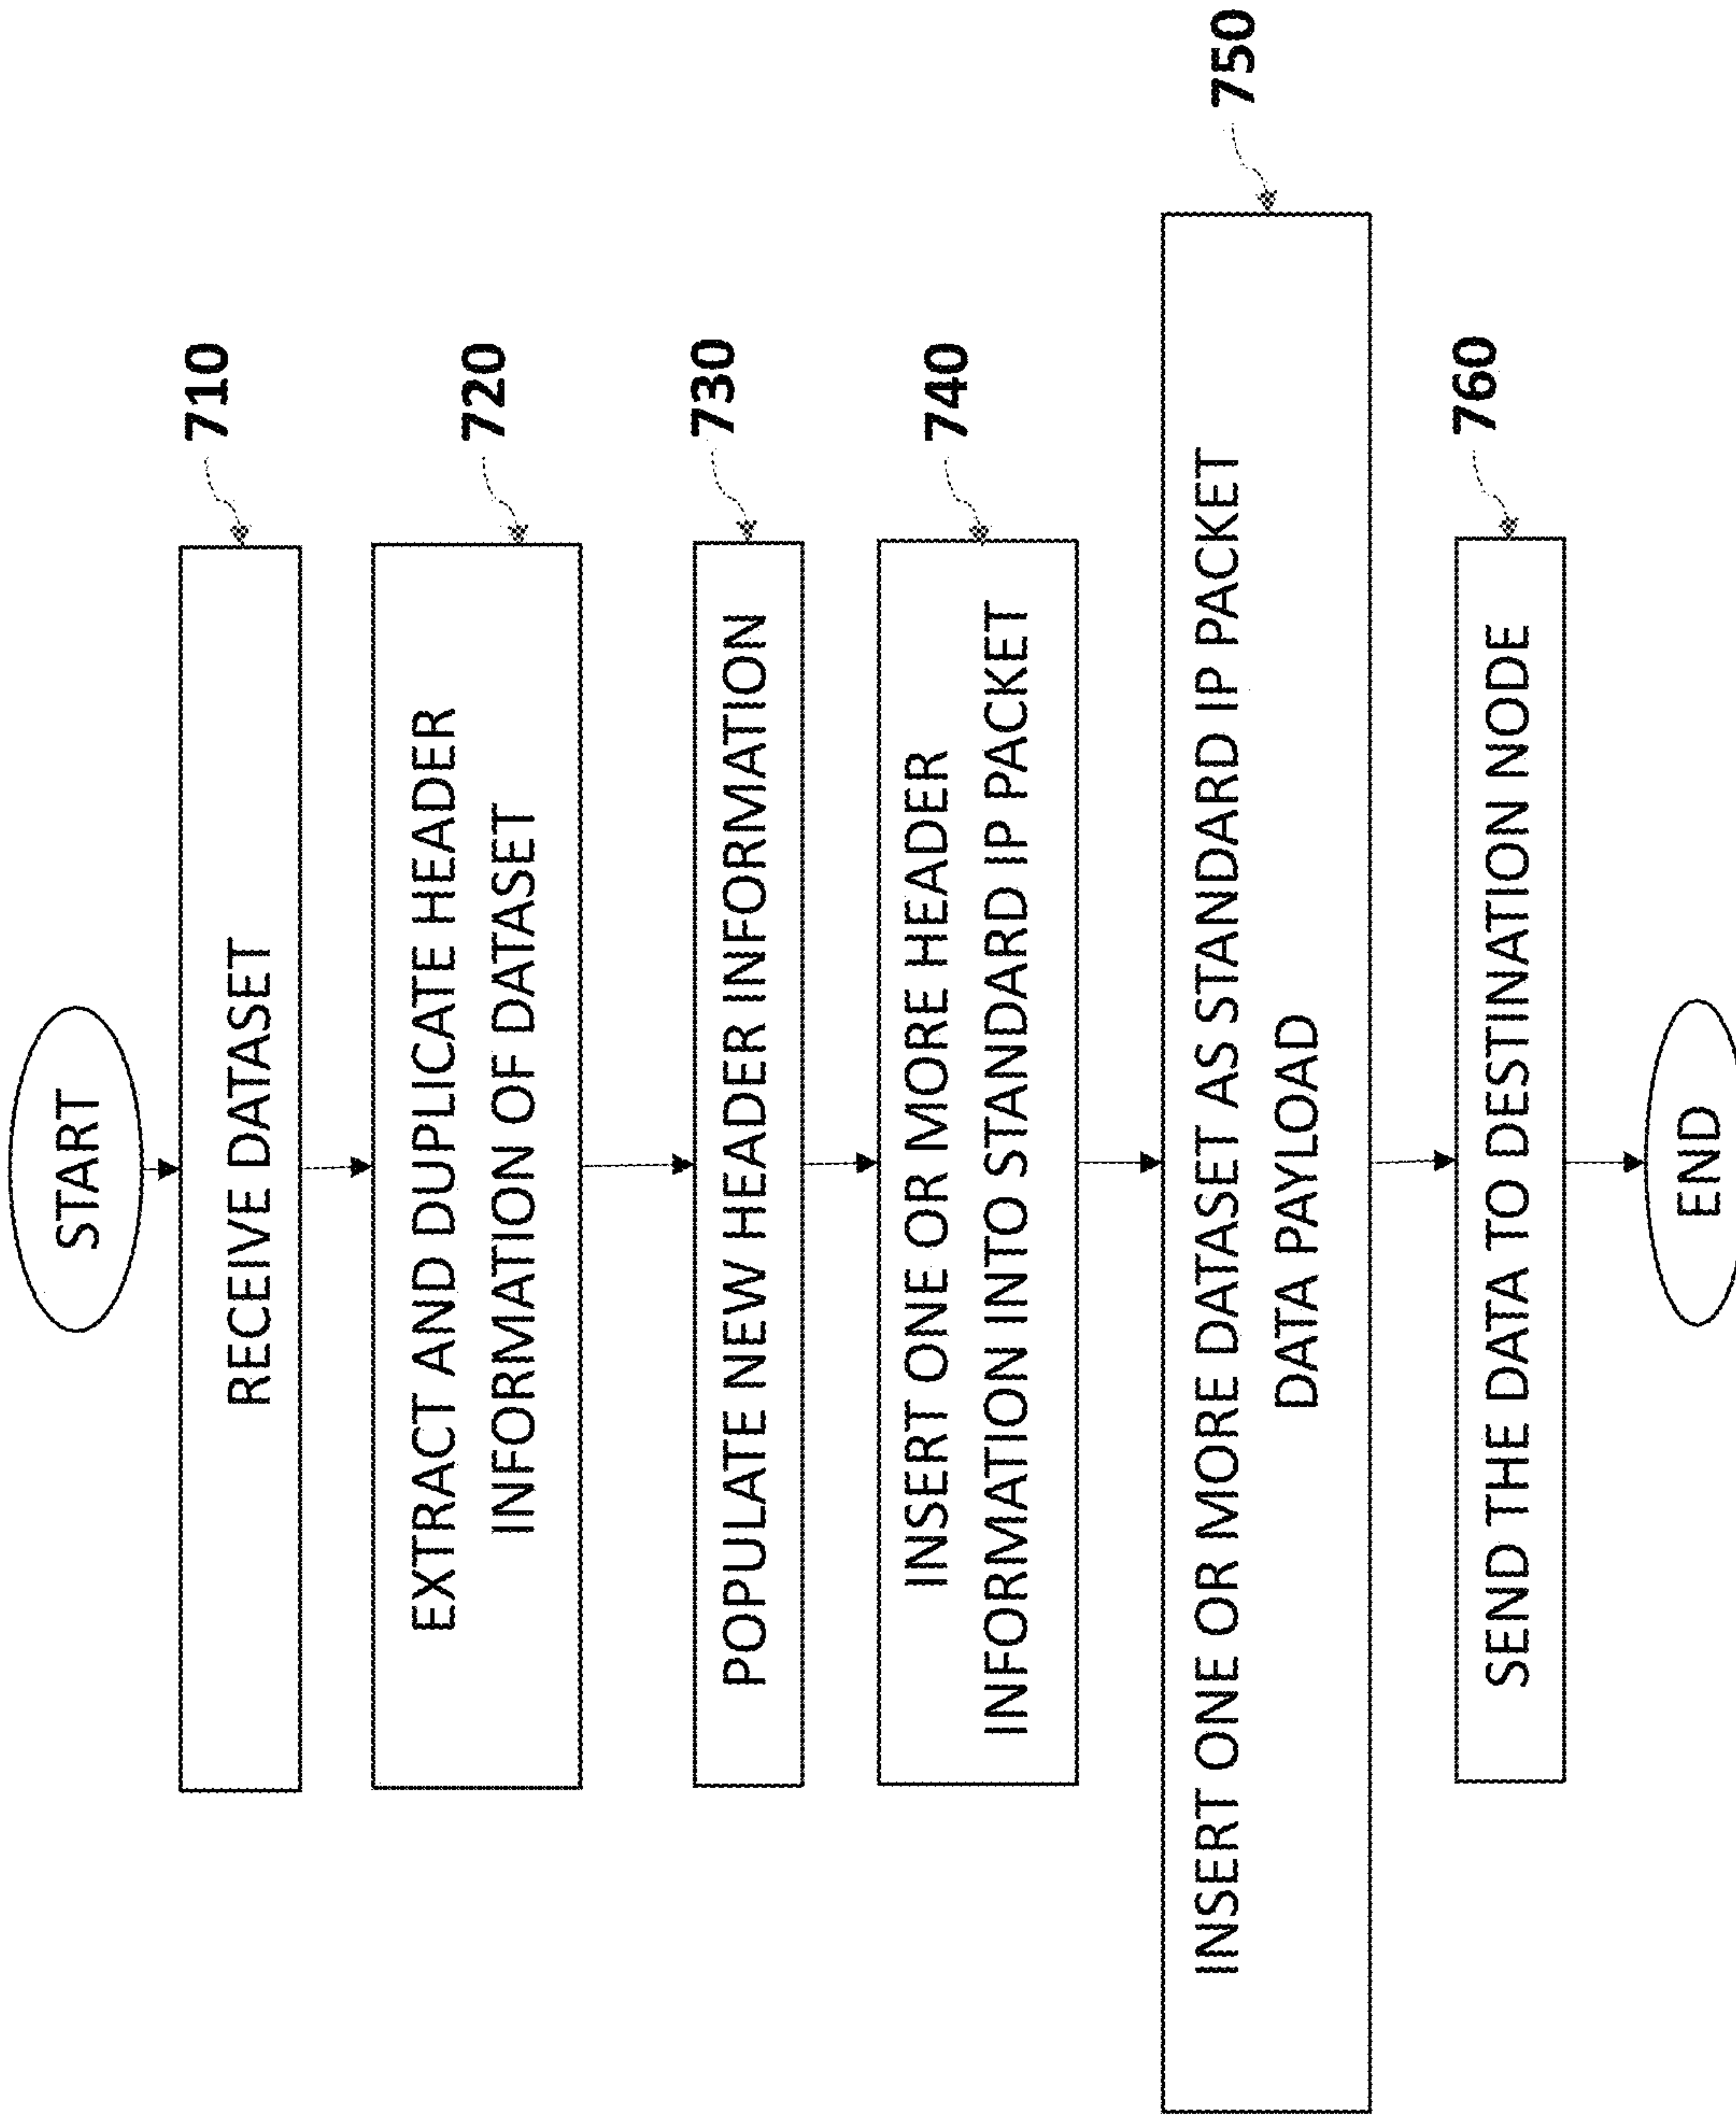 START
RECEIVE DATASET
710
EXTRACT AND DUPLICATE HEADER
INFORMATION OF DATASET
720
POPULATE NEW HEADER INFORMATION
730
INSERT ONE OR MORE HEADER
INFORMATION INTO STANDARD IP PACKET
740
INSERT ONE OR MORE DATASET AS STANDARD IP PACKET
DATA PAYLOAD
750
SEND THE DATA TO DESTINATION NODE
760
END